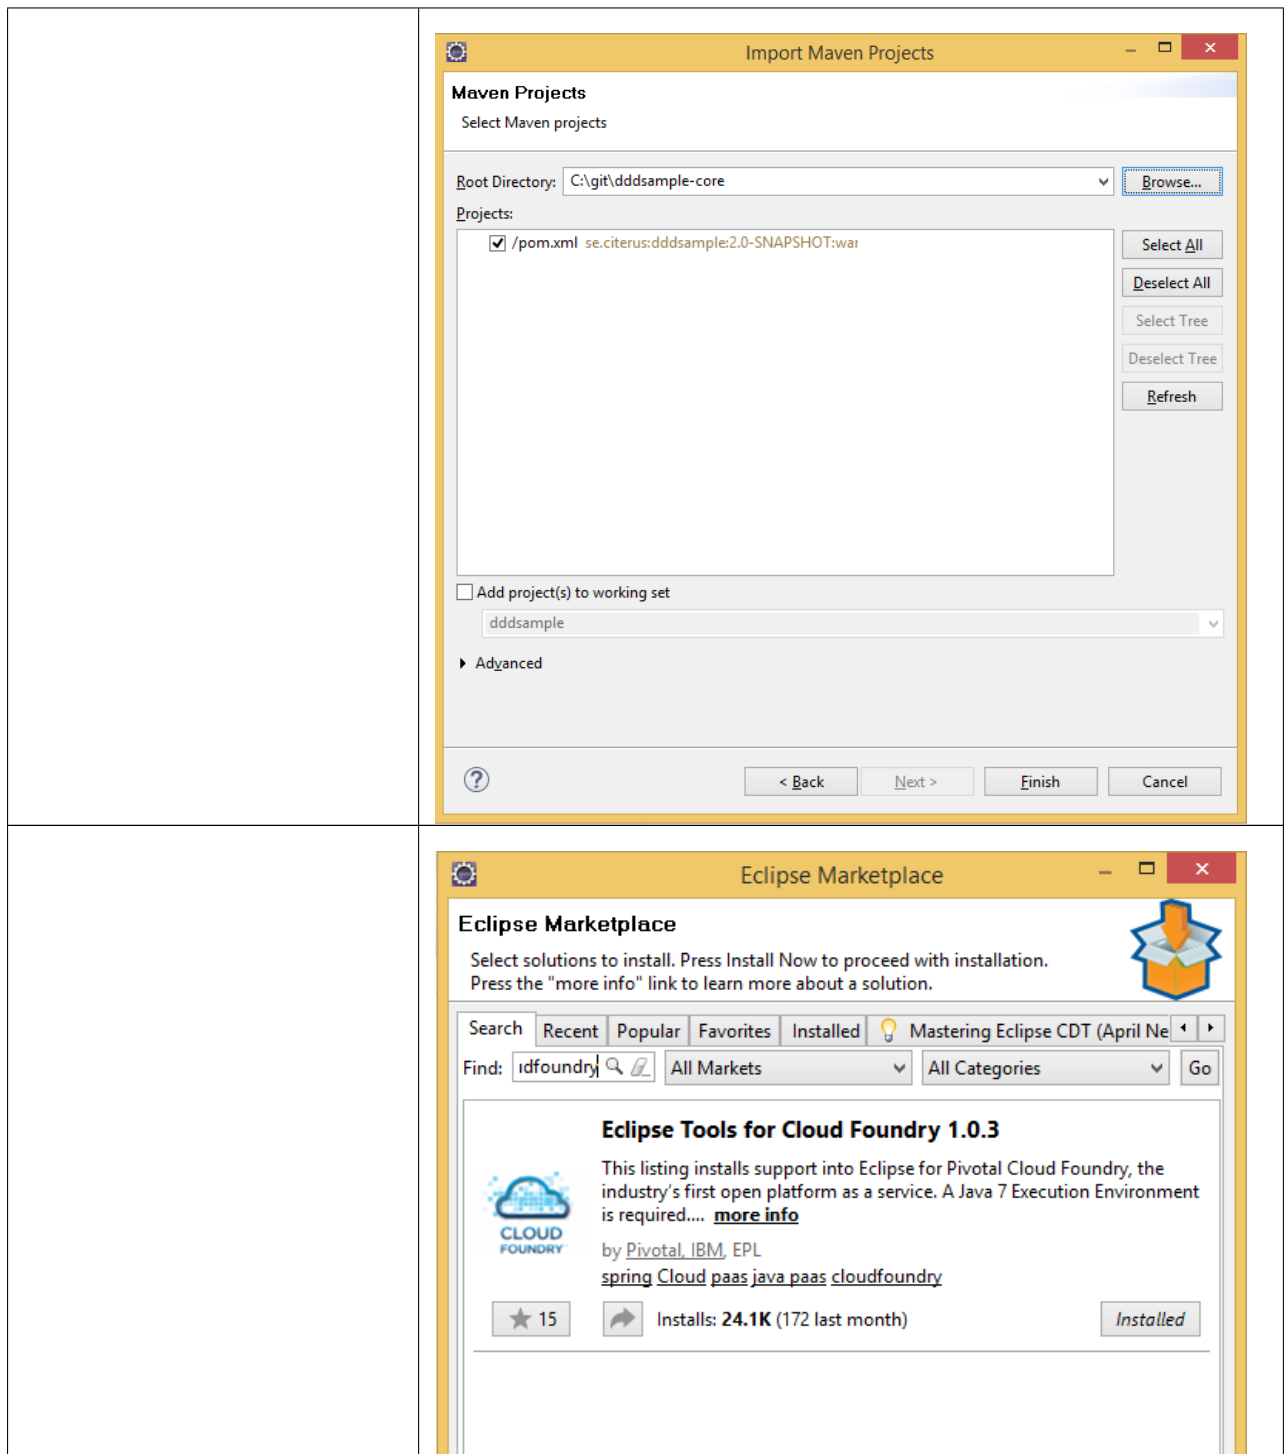 Import Maven Projects
Maven Projects
Select Maven projects
Root Directory: C:\git\dddsample-core Browse...
Projects:
/pom.xml se.citerus:dddsample:2.0-SNAPSHOT:war
Select All
Deselect All
Select Tree
Deselect Tree
Refresh
Add project(s) to working set
dddsample
Advanced
< Back Next > Finish Cancel
Eclipse Marketplace
Eclipse Marketplace
Select solutions to install. Press Install Now to proceed with installation.
Press the "more info" link to learn more about a solution.
Search Recent Popular Favorites Installed Mastering Eclipse CDT (April Ne
Find: dfoundry All Markets All Categories Go
Eclipse Tools for Cloud Foundry 1.0.3
This listing installs support into Eclipse for Pivotal Cloud Foundry, the
industry's first open platform as a service. A Java 7 Execution Environment
is required.... more info
CLOUD
FOUNDRY
by Pivotal, IBM, EPL
spring Cloud paas java paas cloudfoundry
15 Installs: 24.1K (172 last month) Installed